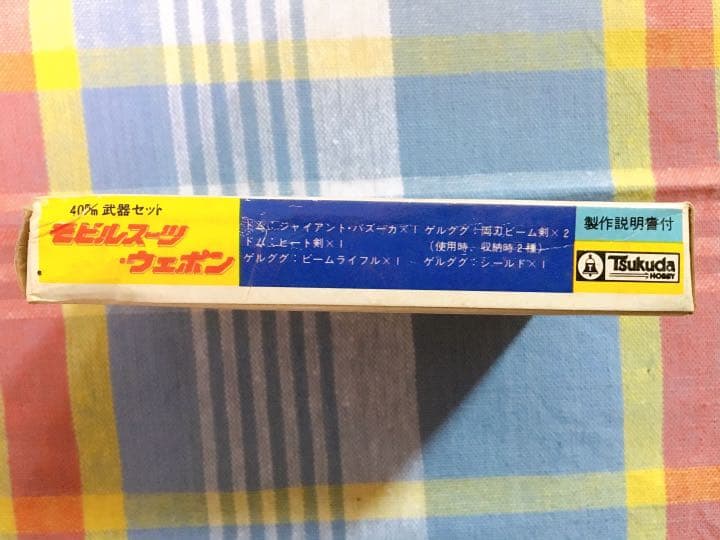 40㎝ 武器セット
モビルスーツ
・ウェポン
ドム：ジャイアント・バズーカ×1
ドム：ヒート剣×1
ゲルググ：ビームライフル×1
ゲルググ：両刃ビーム剣×2
(使用時、収納時2種)
ゲルググ：シールド×1
製作説明書付
Tsukuda
HOBBY